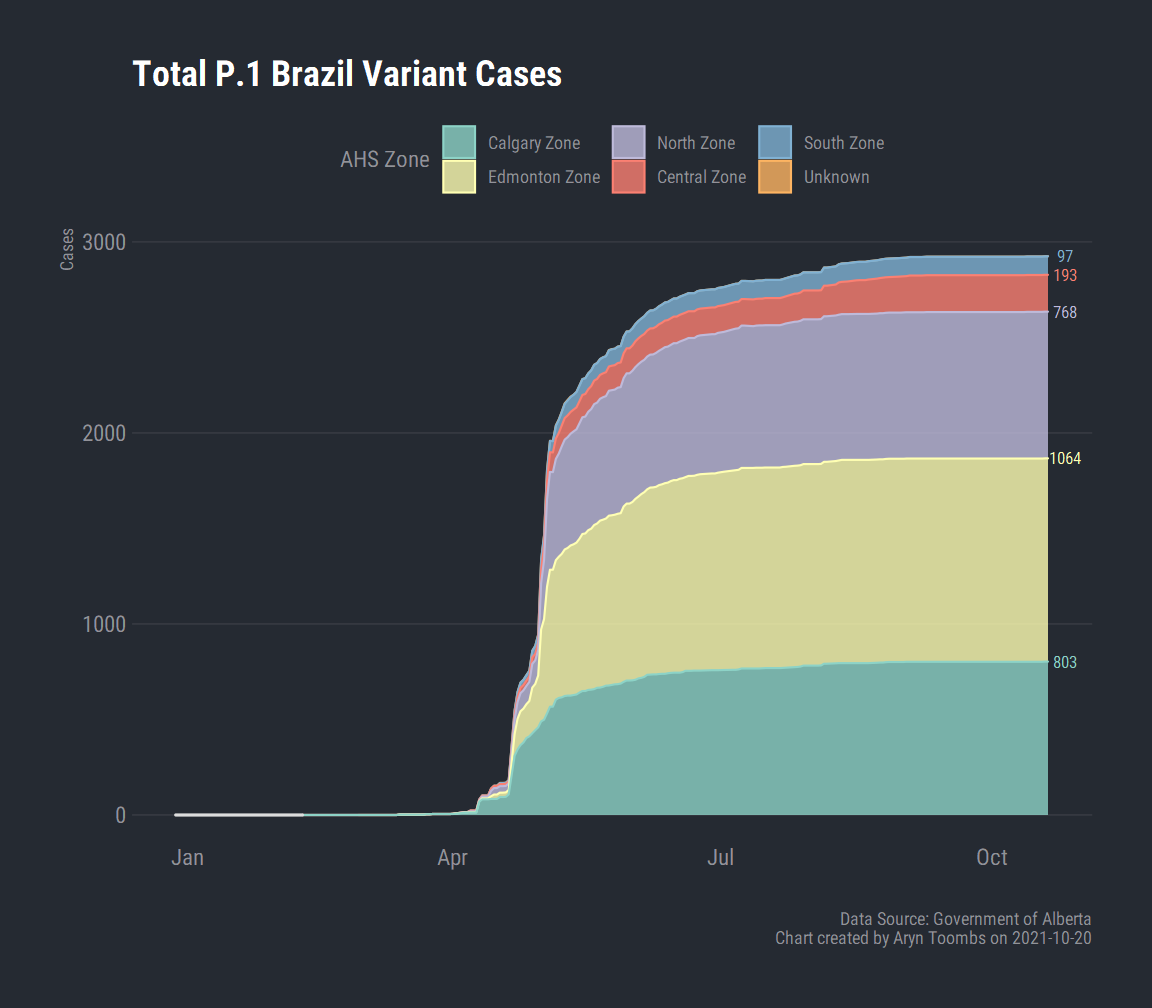 Total P.1 Brazil Variant Cases
AHS Zone
Calgary Zone North Zone South Zone
Edmonton Zone Central Zone Unknown
Cases
3000
2000
1000
0
97
193
768
1064
803
Jan Apr Jul Oct
Data Source: Government of Alberta
Chart created by Aryn Toombs on 2021-10-20